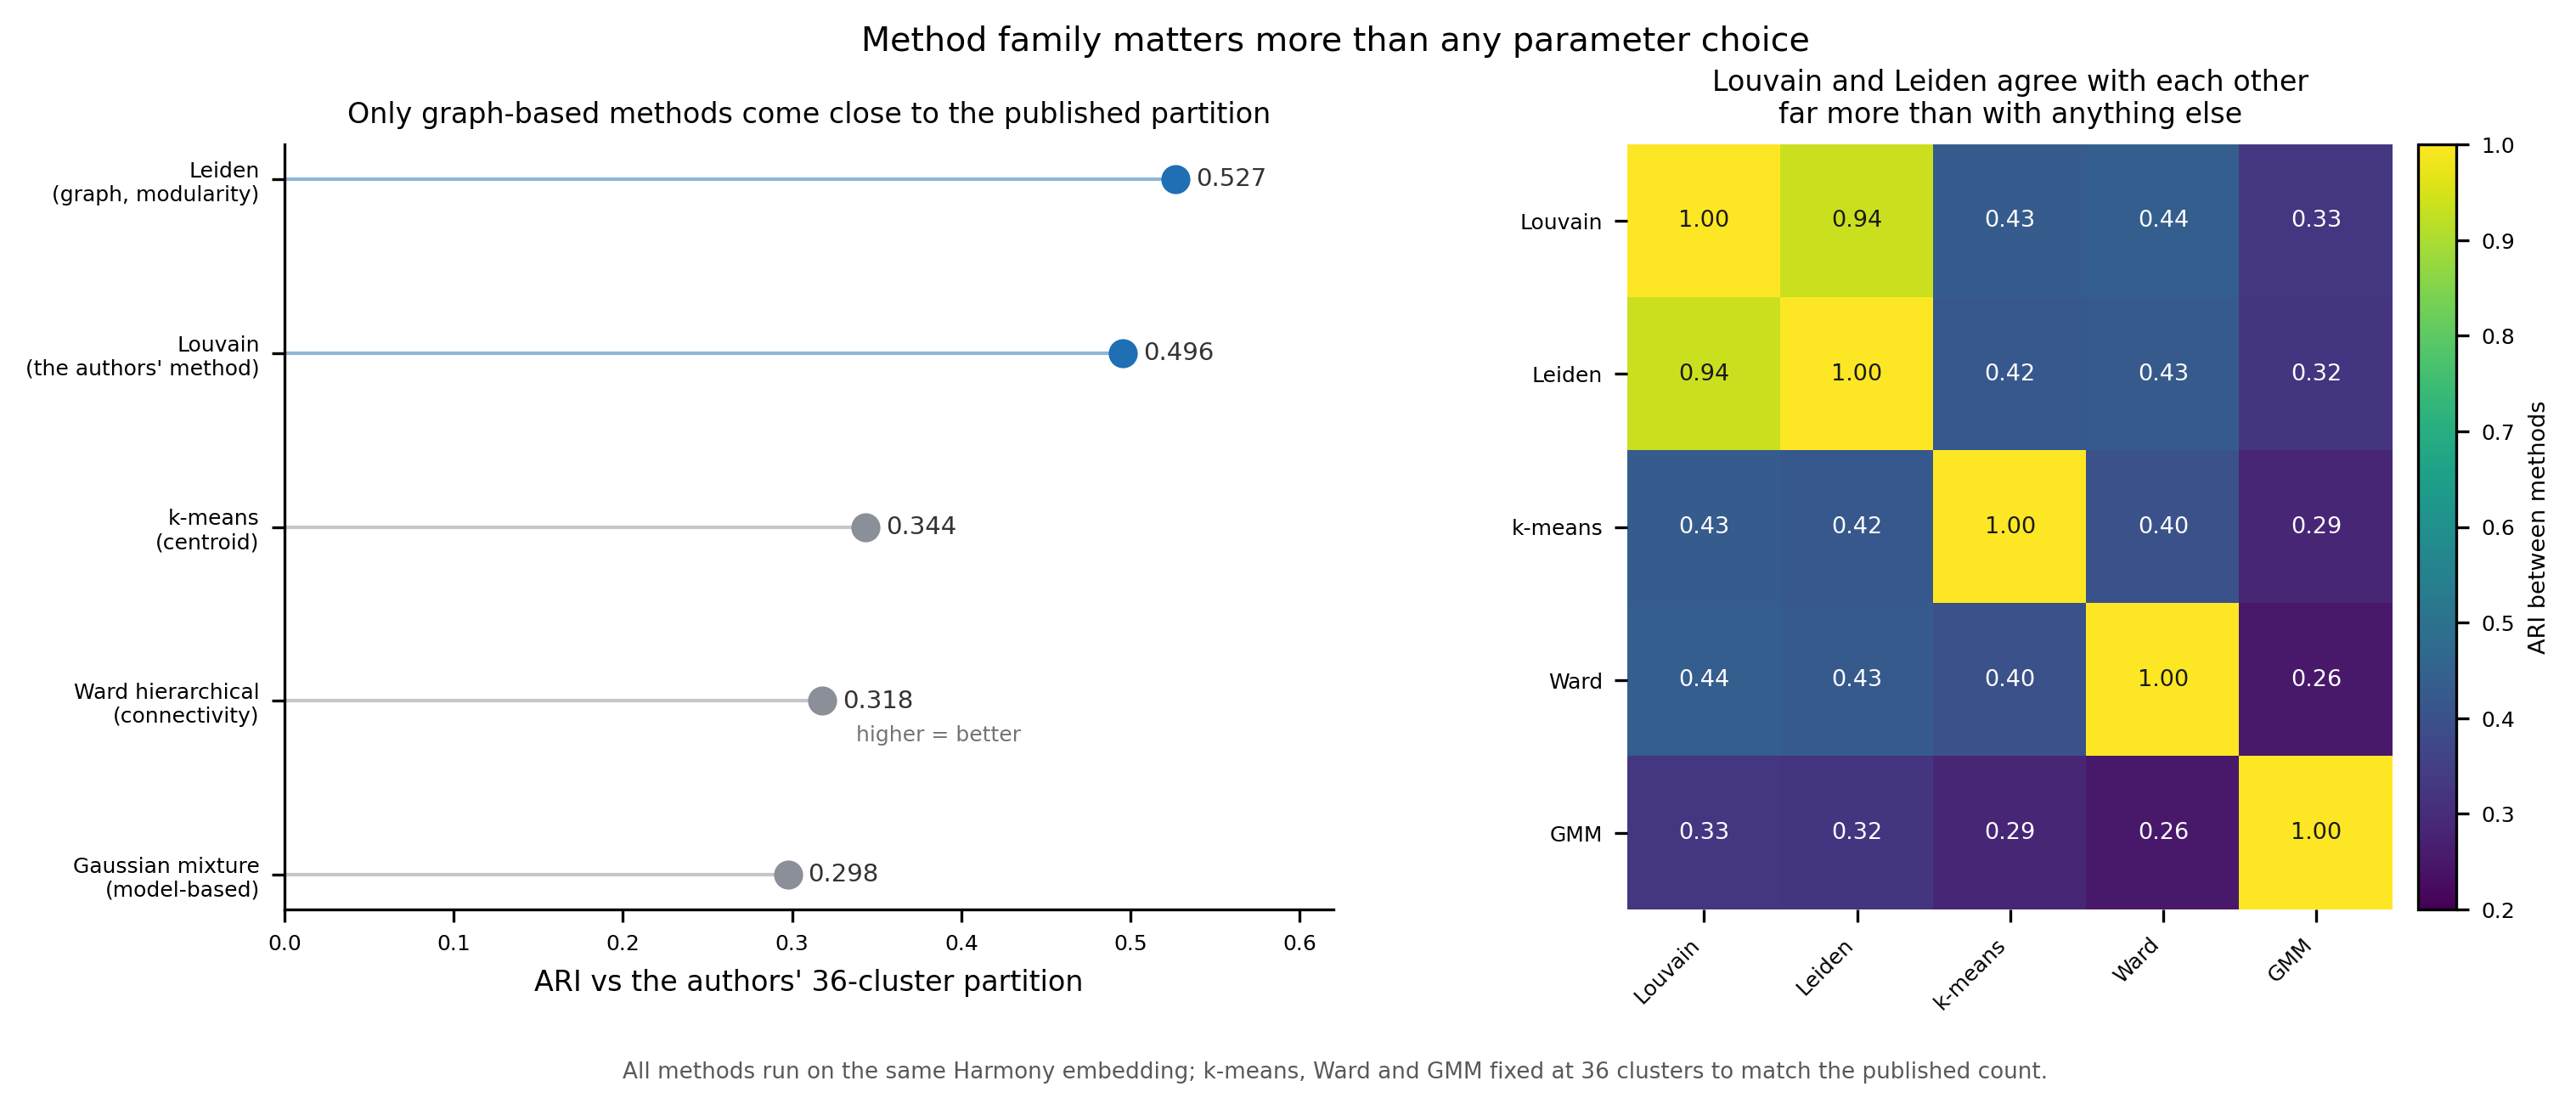 Method family matters more than any parameter choice
Only graph-based methods come close to the published partition
Leiden
(graph, modularity)
0.527
Louvain
(the authors' method)
0.496
k-means
(centroid)
0.344
Ward hierarchical
(connectivity)
0.318
higher = better
Gaussian mixture
(model-based)
0.298
0.0 0.1 0.2 0.3 0.4 0.5 0.6
ARI vs the authors' 36-cluster partition
Louvain and Leiden agree with each other
far more than with anything else
Louvain 1.00 0.94 0.43 0.44 0.33
Leiden 0.94 1.00 0.42 0.43 0.32
k-means 0.43 0.42 1.00 0.40 0.29
Ward 0.44 0.43 0.40 1.00 0.26
GMM 0.33 0.32 0.29 0.26 1.00
Louvain Leiden k-means Ward GMM
1.0
0.9
0.8
0.7
0.6
0.5
0.4
0.3
0.2
ARI between methods
All methods run on the same Harmony embedding; k-means, Ward and GMM fixed at 36 clusters to match the published count.